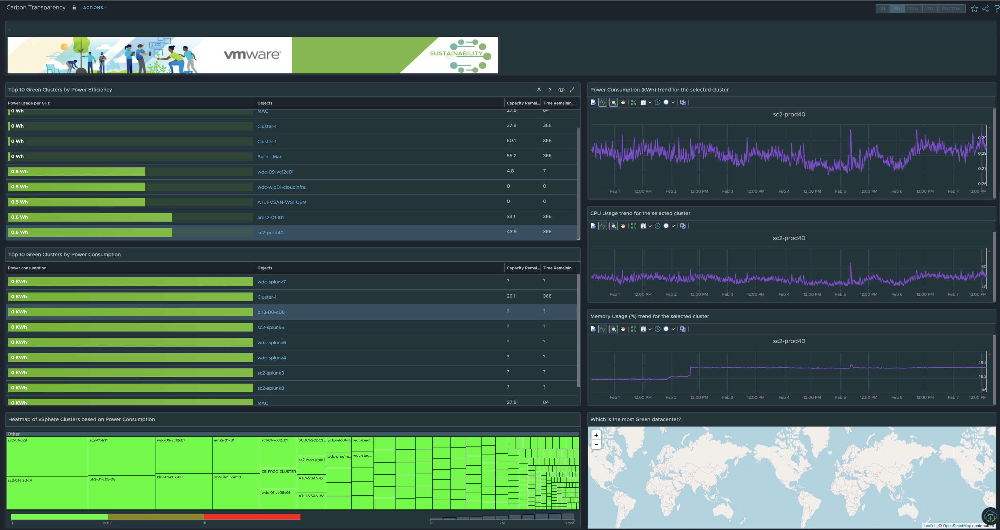 Carbon Transparency ACTIONS
1H 6H 24H 7D CUSTOM
.
vmware® SUSTAINABILITY
Top 10 Green Clusters by Power Efficiency
Power usage per GHz Objects Capacity Remai... Time Remainin...
0 Wh MAC 27.8 84
0 Wh Cluster-1 37.9 366
0 Wh Cluster-1 50.1 366
0 Wh Build - Mac 55.2 366
0.5 Wh wdc-09-vc12c01 4.8 7
0.5 Wh wdc-wld01-cloudinfra 0 0
0.5 Wh ATL1-VSAN-WS1 UEM 0 0
0.6 Wh ams2-01-l01 33.1 366
0.6 Wh sc2-prod40 43.9 366
Top 10 Green Clusters by Power Consumption
Power consumption Objects Capacity Remai... Time Remainin...
0 KWh wdc-splunk7 ? ?
0 KWh Cluster-1 29.1 366
0 KWh blr3-00-c08 ? ?
0 KWh sc2-splunk5 ? ?
0 KWh wdc-splunk6 ? ?
0 KWh wdc-splunk4 ? ?
0 KWh sc2-splunk3 ? ?
0 KWh sc2-splunk8 ? ?
0 KWh MAC 27.8 84
Heatmap of vSphere Clusters based on Power Consumption
Other
sc2-01-g29 sc2-01-h31 wdc-09-vc12c01 ams2-01-l01 sc1-01-vc02c01 SCDC1-SCDC2... wdc-wld01-cl. wdc-loadt...
wdc-prod1-e... wdc-stag...
sc2-vsan-prod1
CB-PROD-CLUSTER
sc2-01-h30-t4 blr3-01-c05-06 blr3-01-c07-08 sc2-01-h32-m10 ATL1-VSAN-Bu.
wdc-01-vc09c01 ATL1-VSAN-W..
1 800.2 1K 0 781 1.56K
Power Consumption (kWh) trend for the selected cluster
1
sc2-prod40
0.29
0.28
0.27
0.26
Feb 1 12:00 PM Feb 2 12:00 PM Feb 3 12:00 PM Feb 4 12:00 PM Feb 5 12:00 PM Feb 6 12:00 PM Feb 7 12:00 PM
CPU Usage trend for the selected cluster
1
sc2-prod40
60
40
Feb 1 12:00 PM Feb 2 12:00 PM Feb 3 12:00 PM Feb 4 12:00 PM Feb 5 12:00 PM Feb 6 12:00 PM Feb 7 12:00 PM
Memory Usage (%) trend for the selected cluster
1
sc2-prod40
46.4
46.2
46
Feb 1 12:00 PM Feb 2 12:00 PM Feb 3 12:00 PM Feb 4 12:00 PM Feb 5 12:00 PM Feb 6 12:00 PM Feb 7 12:00 PM
Which is the most Green datacenter?
+
-
Leaflet | © OpenStreetMap contributors